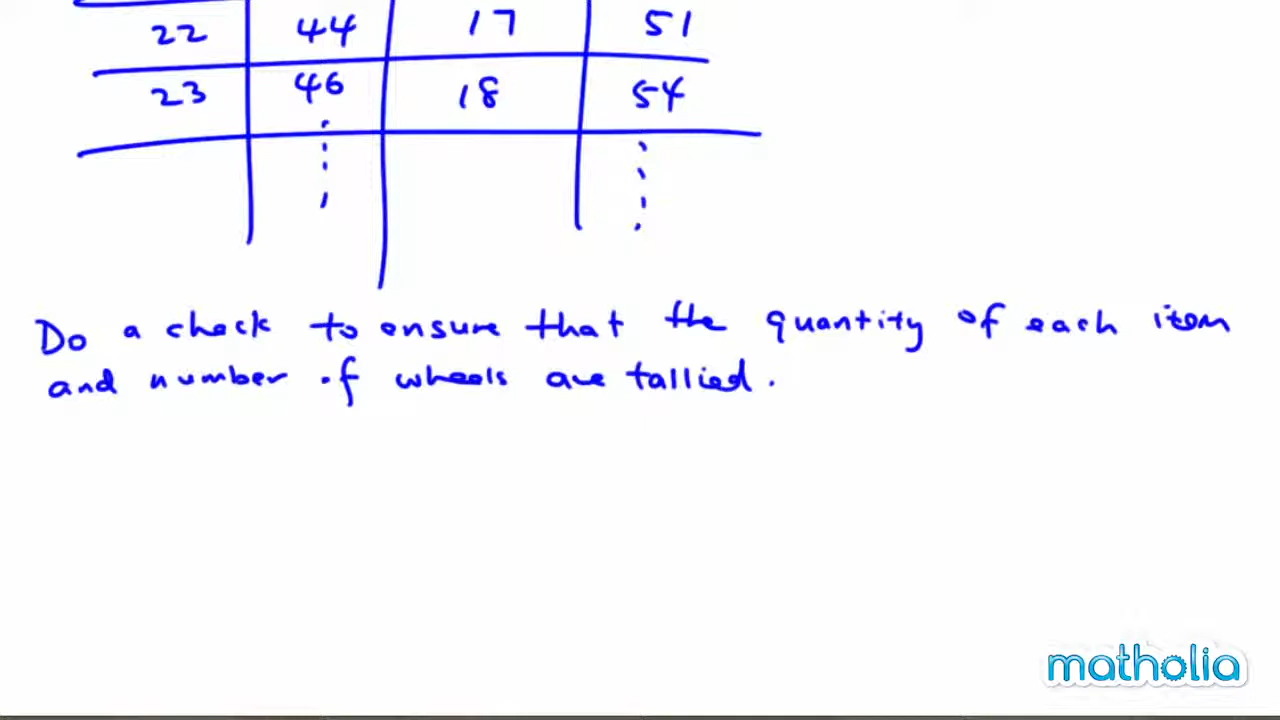 22 44 17 51
23 46 18 54
Do a check to ensure that the quantity of each item
and number of wheels are tallied.
matholia